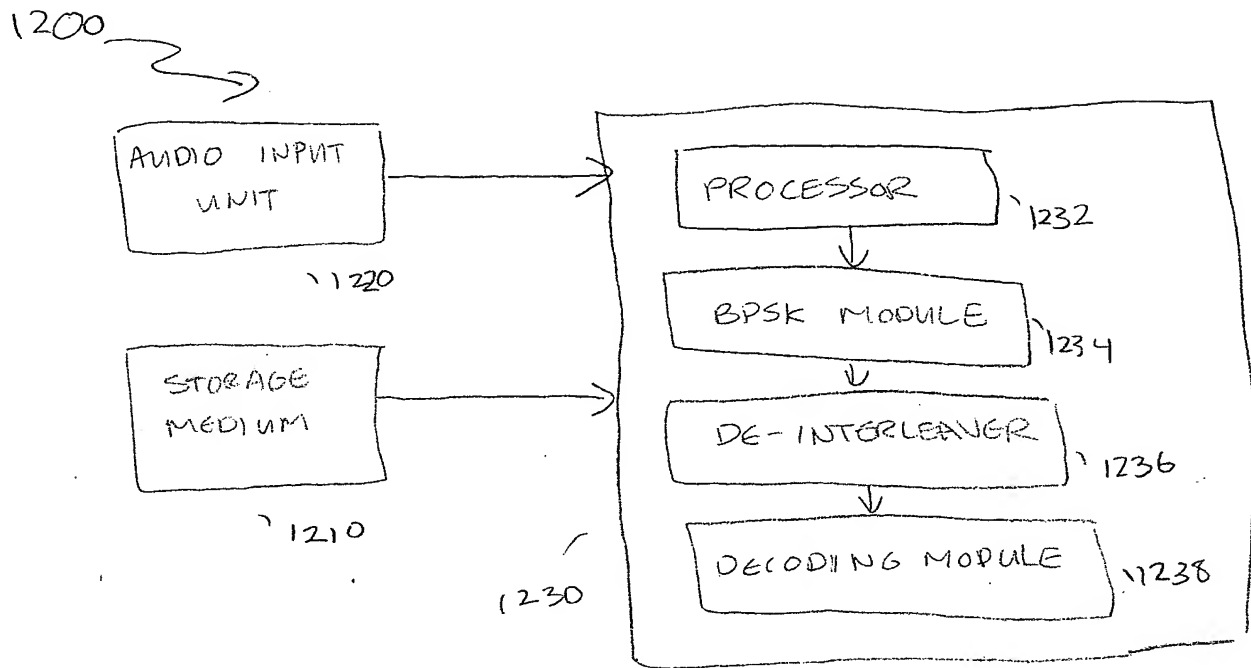 1200
AUDIO INPUT
UNIT
1220
STORAGE
MEDIUM
1210
1230
PROCESSOR
1232
BPSK MODULE
1234
DE-INTERLEAVER
1236
DECODING MODULE
1238